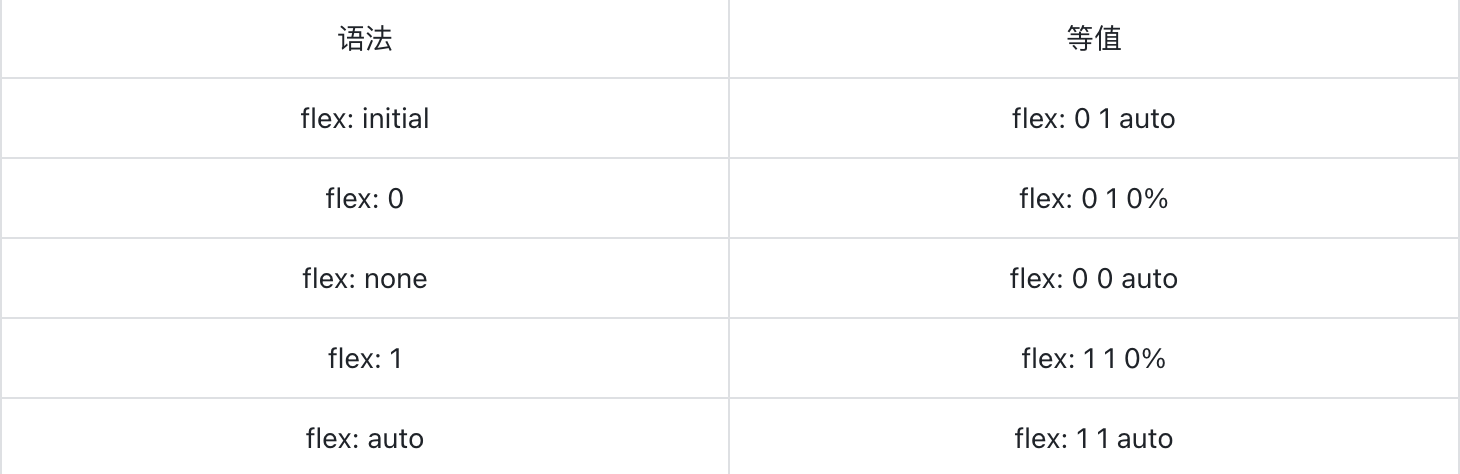 语法 等值
flex: initial flex: 0 1 auto
flex: 0 flex: 0 1 0%
flex: none flex: 0 0 auto
flex: 1 flex: 1 1 0%
flex: auto flex: 1 1 auto